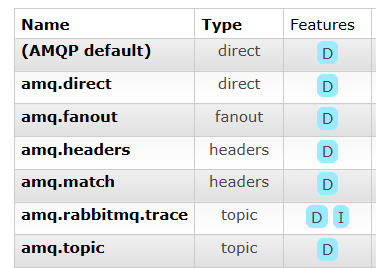 Name Type Features
(AMQP default) direct D
amq.direct direct D
amq.fanout fanout D
amq.headers headers D
amq.match headers D
amq.rabbitmq.trace topic D I
amq.topic topic D